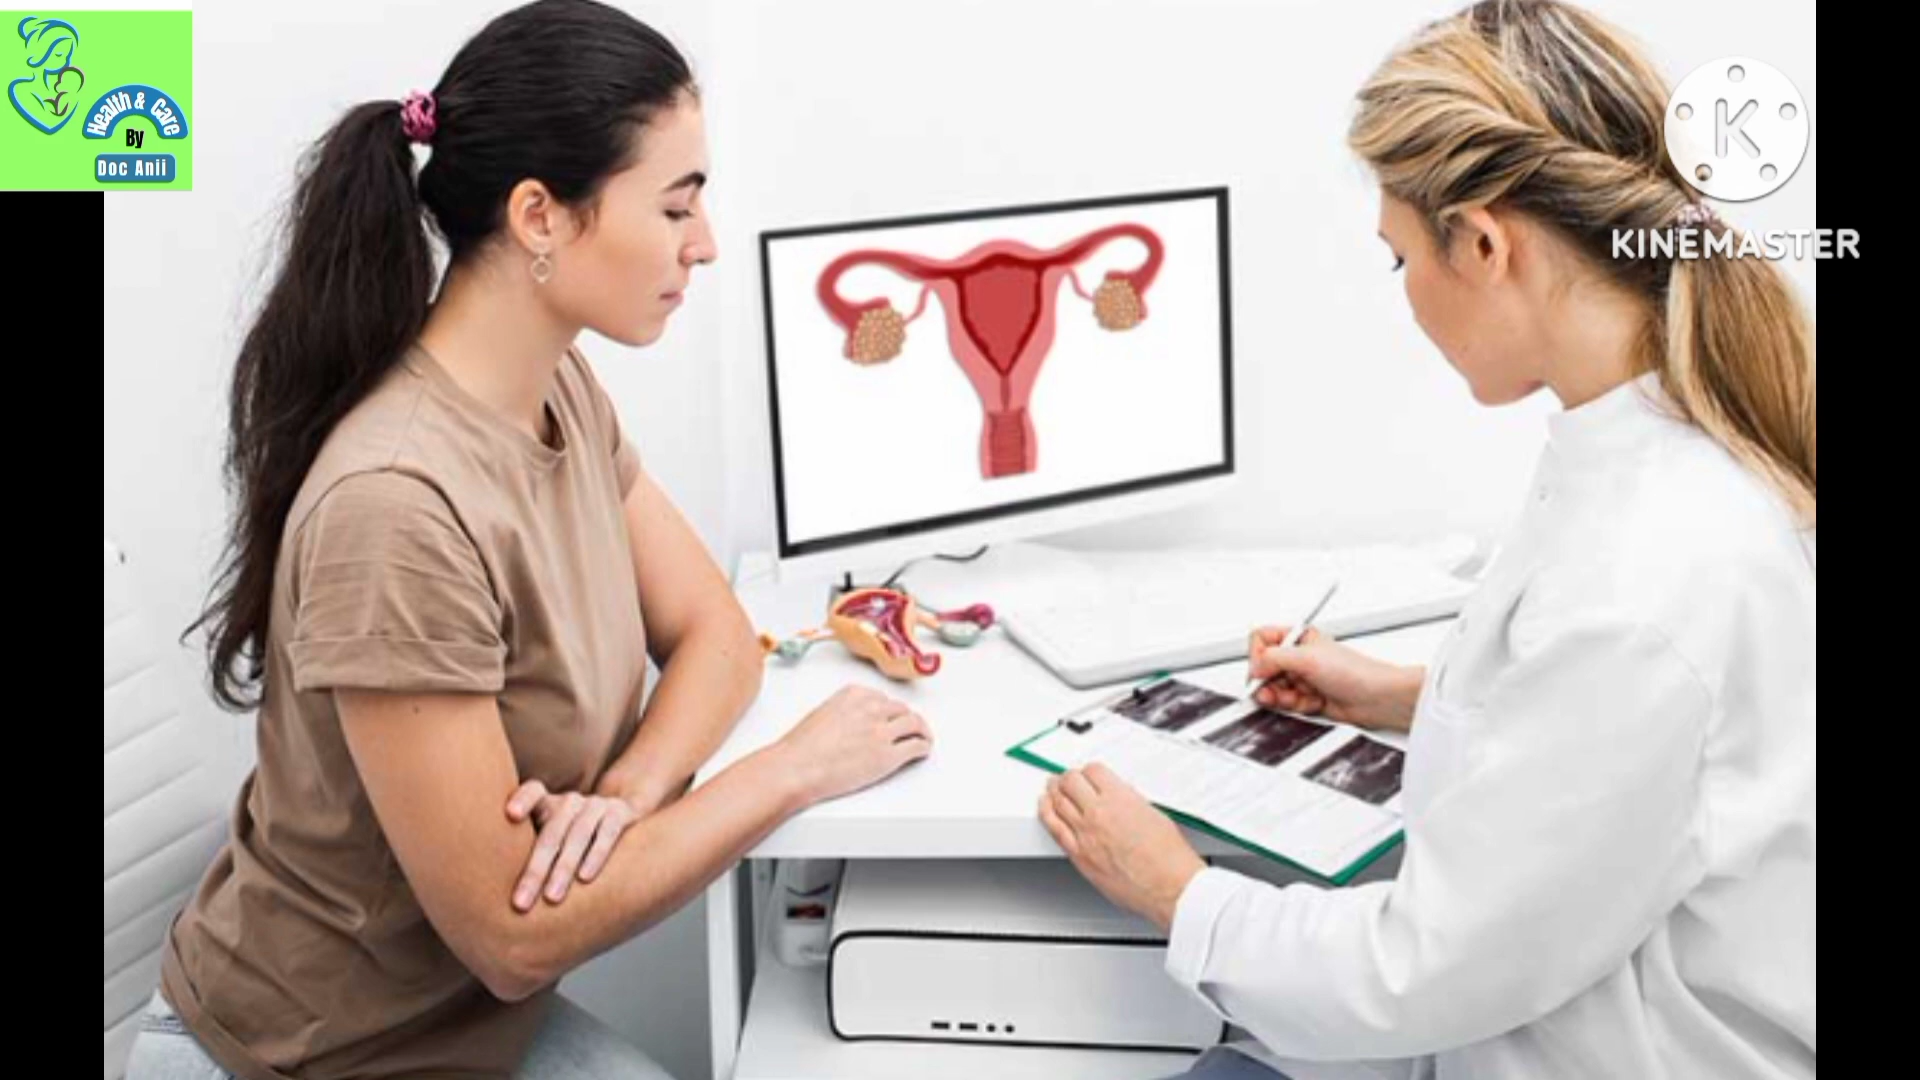 Health & Care
By
Doc Anii
K
KINEMASTER